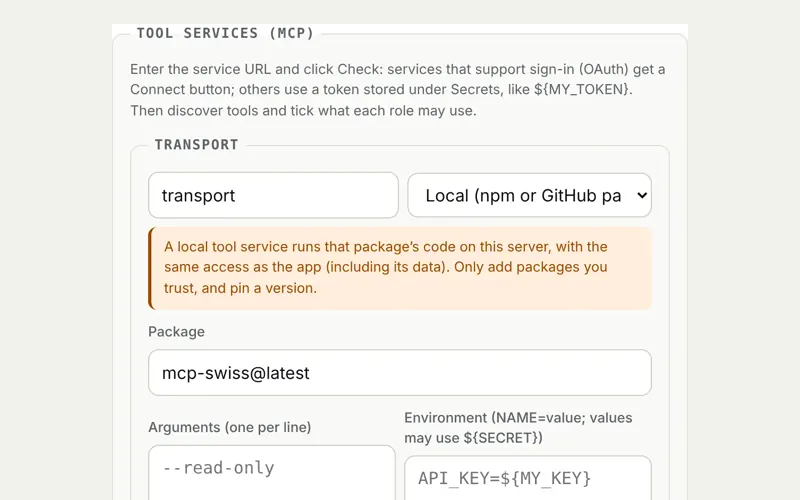 TOOL SERVICES (MCP)
Enter the service URL and click Check: services that support sign-in (OAuth) get a
Connect button; others use a token stored under Secrets, like ${MY_TOKEN}.
Then discover tools and tick what each role may use.
TRANSPORT
transport
Local (npm or GitHub pa
A local tool service runs that package’s code on this server, with the
same access as the app (including its data). Only add packages you
trust, and pin a version.
Package
mcp-swiss@latest
Arguments (one per line)
Environment (NAME=value; values
may use ${SECRET})
--read-only
API_KEY=${MY_KEY}